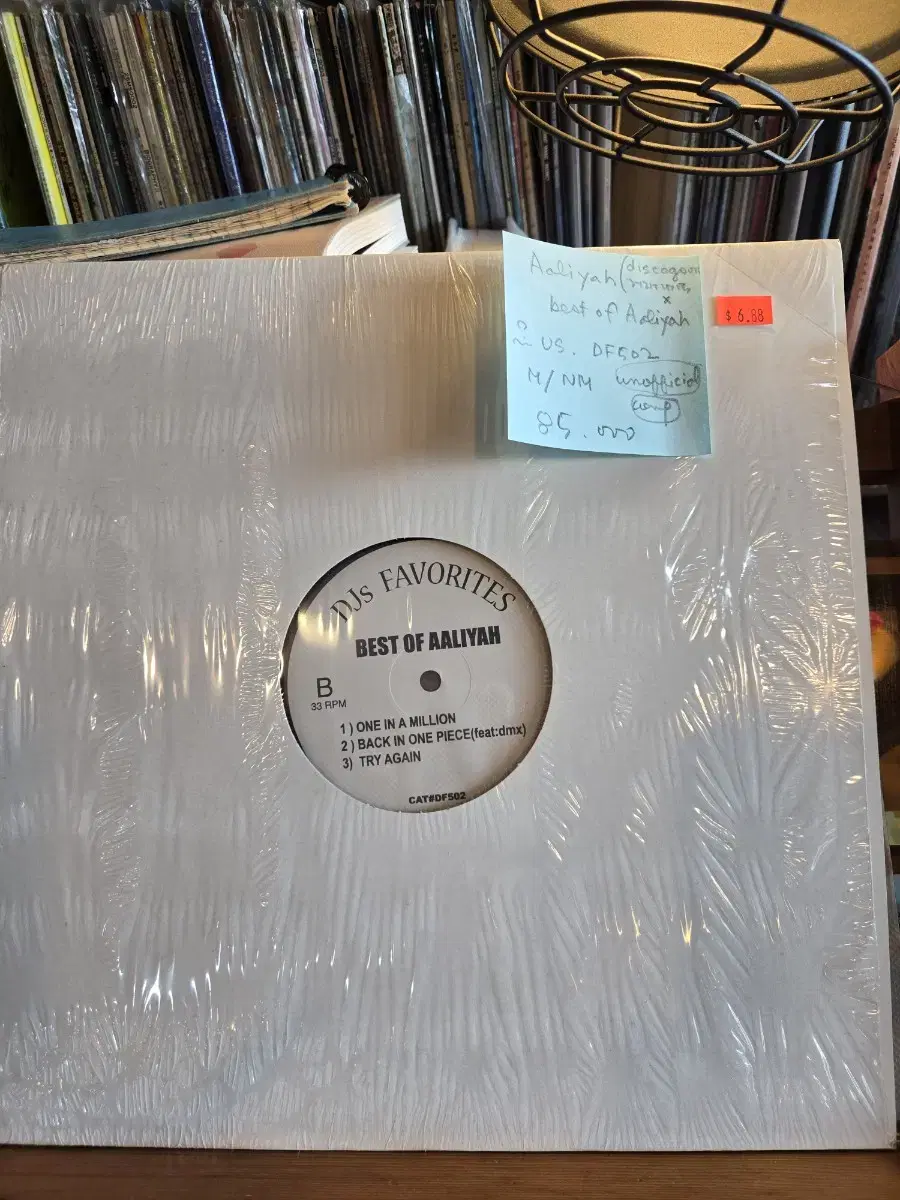 Aaliyah (discogs
x
best of Aaliyah
US. DF502
M/NM unofficial
comp
85.000
$ 6.88
DJs FAVORITES
BEST OF AALIYAH
B
33 RPM
1 ) ONE IN A MILLION
2 ) BACK IN ONE PIECE(feat:dmx)
3) TRY AGAIN
CAT#DF502